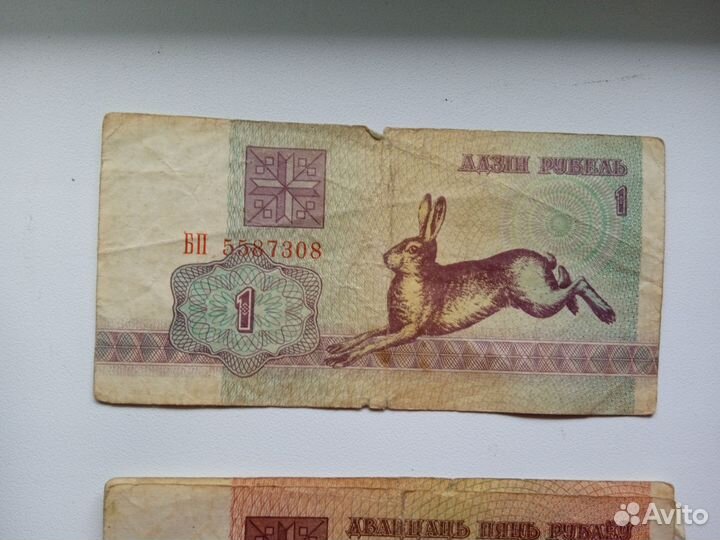 АДЗІН РУБЕЛЬ
1
БП 5587308
1
ДВАЦЦАЦЬ ПЯЦЬ РУБЛЁЎ
Avito